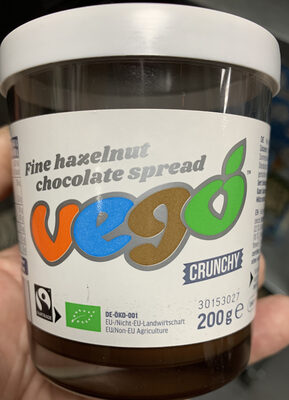 Fine hazelnut
chocolate spread
vego
TM
CRUNCHY
30153027
200g e
DE-ÖKO-001
EU-/Nicht-EU-Landwirtschaft
EU/Non-EU Agriculture